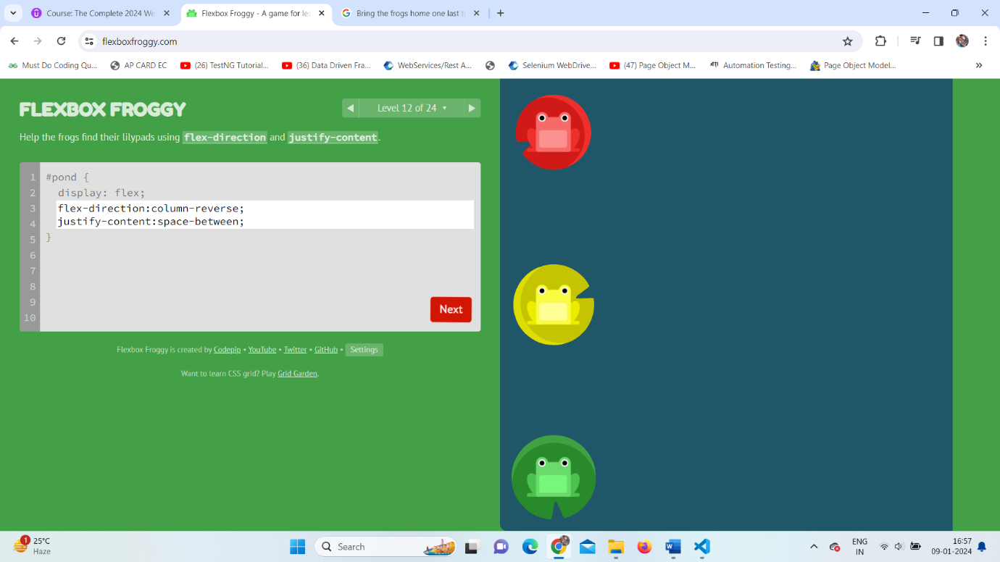 Course: The Complete 2024 We
Flexbox Froggy - A game for lea
Bring the frogs home one last t
flexboxfroggy.com
Must Do Coding Qu...
AP CARD EC
(26) TestNG Tutorial...
(36) Data Driven Fra...
WebServices/Rest A...
Selenium WebDrive...
(47) Page Object M...
Automation Testing...
Page Object Model...
FLEXBOX FROGGY
Level 12 of 24
Help the frogs find their lilypads using flex-direction and justify-content.
1 #pond {
2 display: flex;
3 flex-direction:column-reverse;
4 justify-content:space-between;
5 }
6
7
8
9
10
Next
Flexbox Froggy is created by Codepip • YouTube • Twitter • GitHub • Settings
Want to learn CSS grid? Play Grid Garden.
1
25°C
Haze
Search
ENG
IN
16:57
09-01-2024